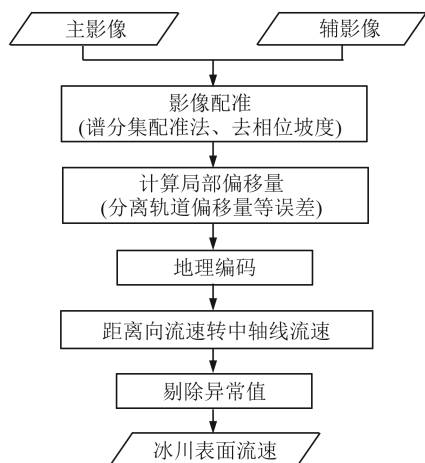 主影像
辅影像
影像配准
(谱分集配准法、去相位坡度)
计算局部偏移量
(分离轨道偏移量等误差)
地理编码
距离向流速转中轴线流速
剔除异常值
冰川表面流速